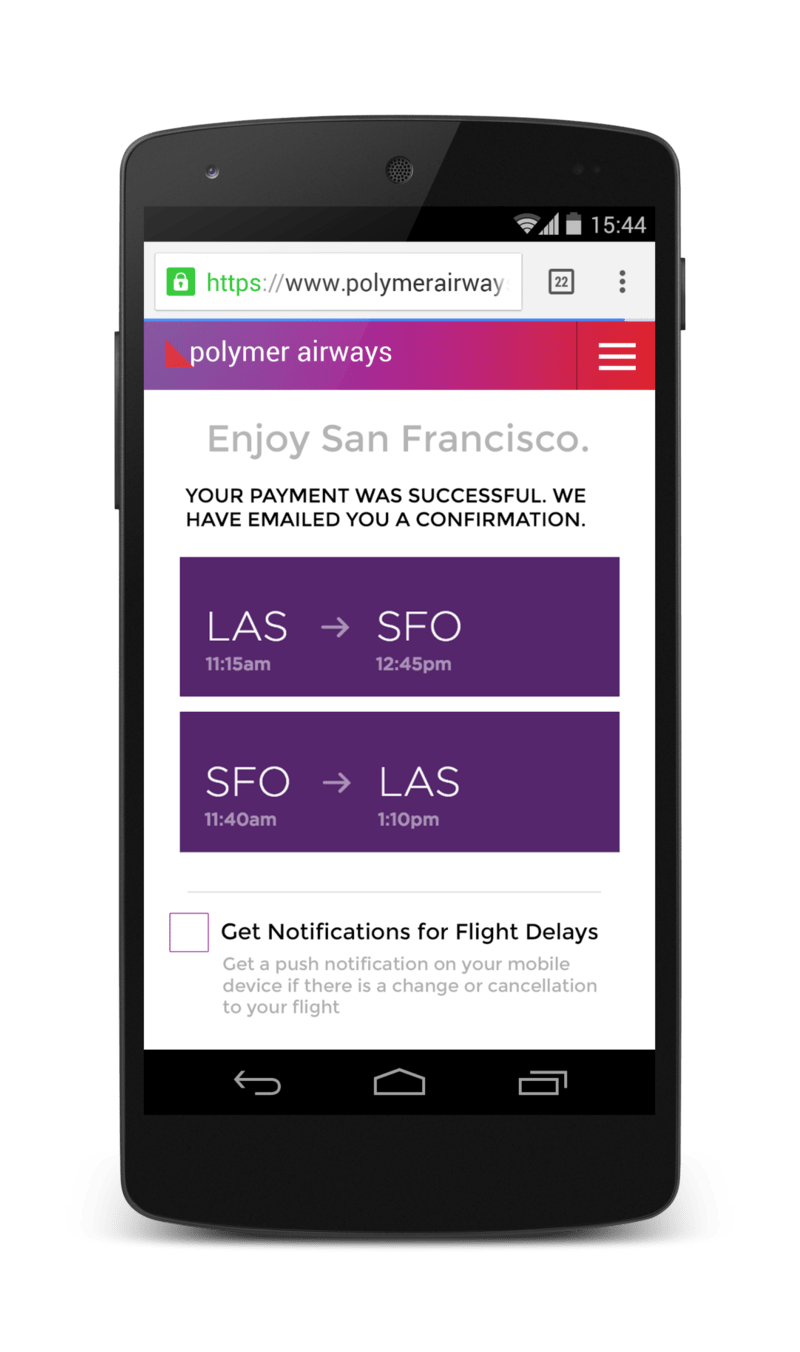 15:44
https://www.polymerairways
22
polymer airways
Enjoy San Francisco.
YOUR PAYMENT WAS SUCCESSFUL. WE
HAVE EMAILED YOU A CONFIRMATION.
LAS → SFO
11:15am 12:45pm
SFO → LAS
11:40am 1:10pm
Get Notifications for Flight Delays
Get a push notification on your mobile
device if there is a change or cancellation
to your flight